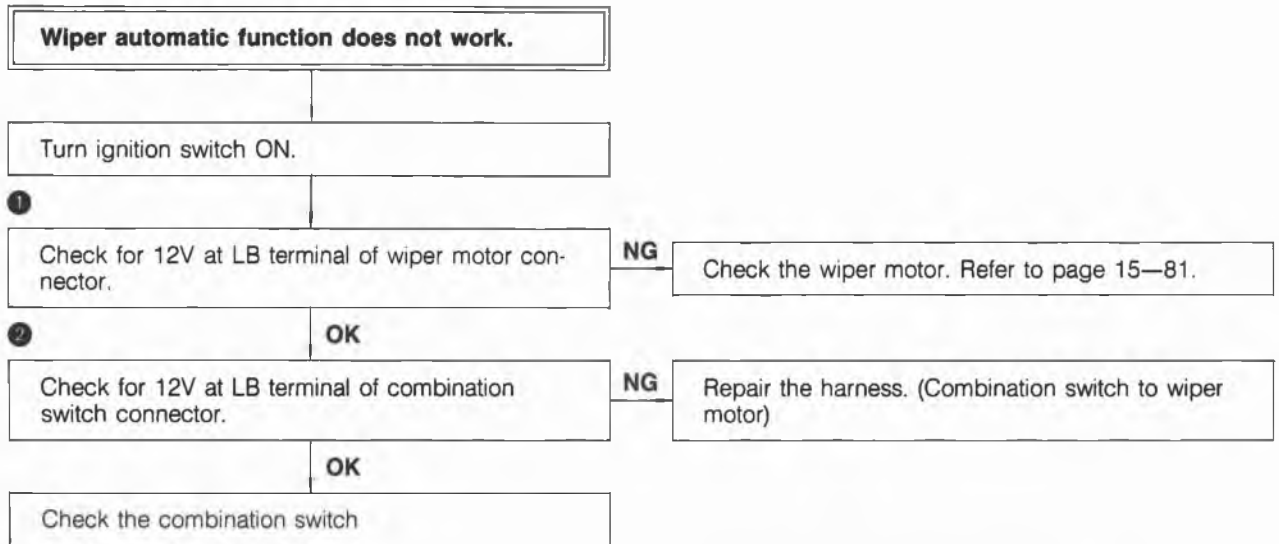 Wiper automatic function does not work.
Turn ignition switch ON.
❶
Check for 12V at LB terminal of wiper motor con-
nector.
NG
Check the wiper motor. Refer to page 15—81.
❷
OK
Check for 12V at LB terminal of combination
switch connector.
NG
Repair the harness. (Combination switch to wiper
motor)
OK
Check the combination switch